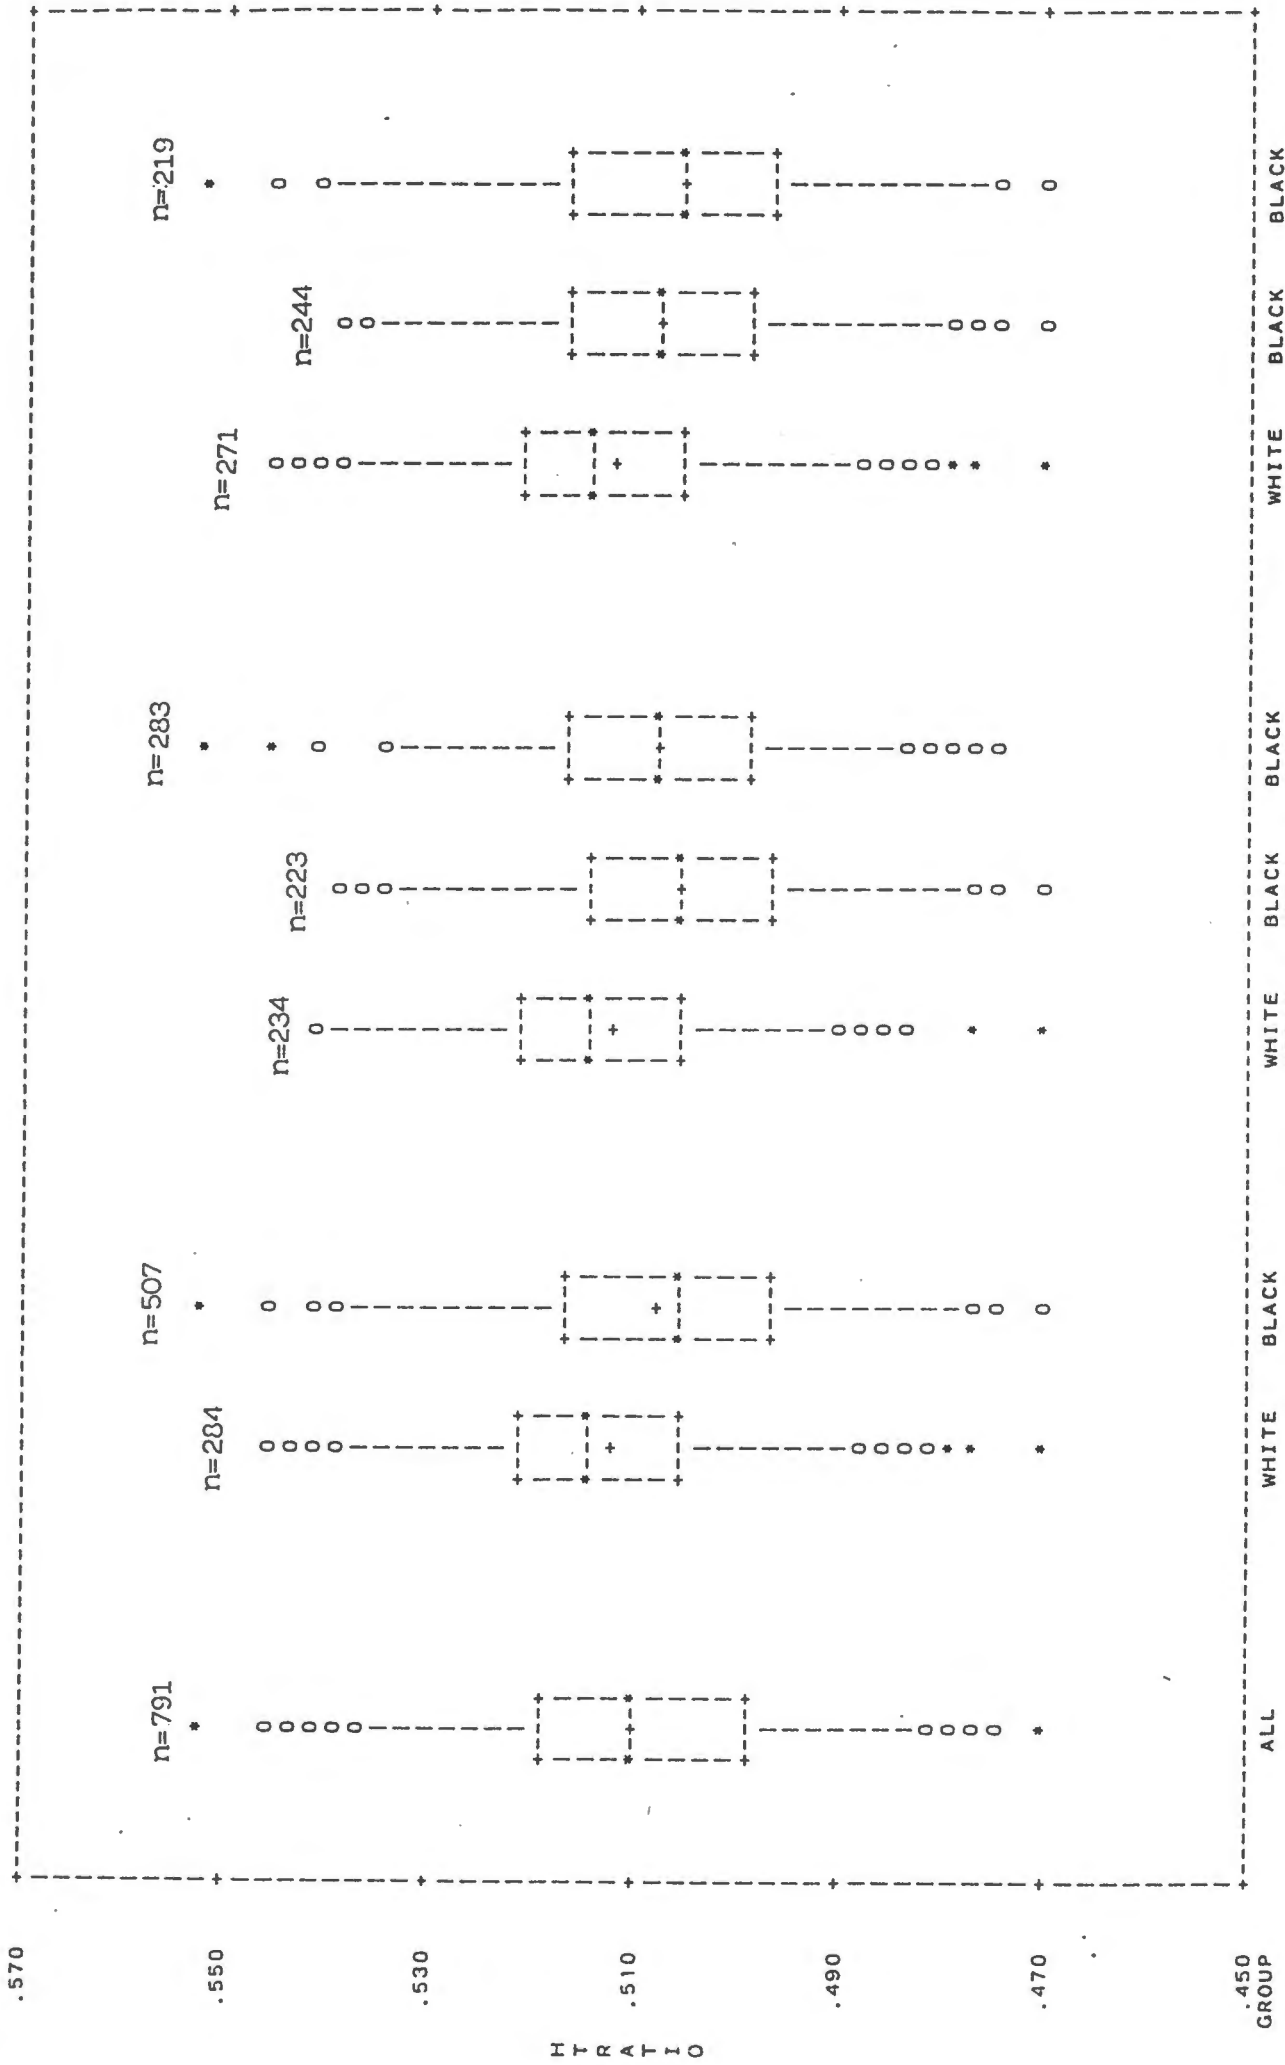 HTRATIO
.570
.550
.530
.510
.490
.470
.450
n=791
n=284
n=507
n=234
n=223
n=283
n=271
n=244
n=219
GROUP ALL WHITE BLACK WHITE BLACK BLACK WHITE BLACK BLACK